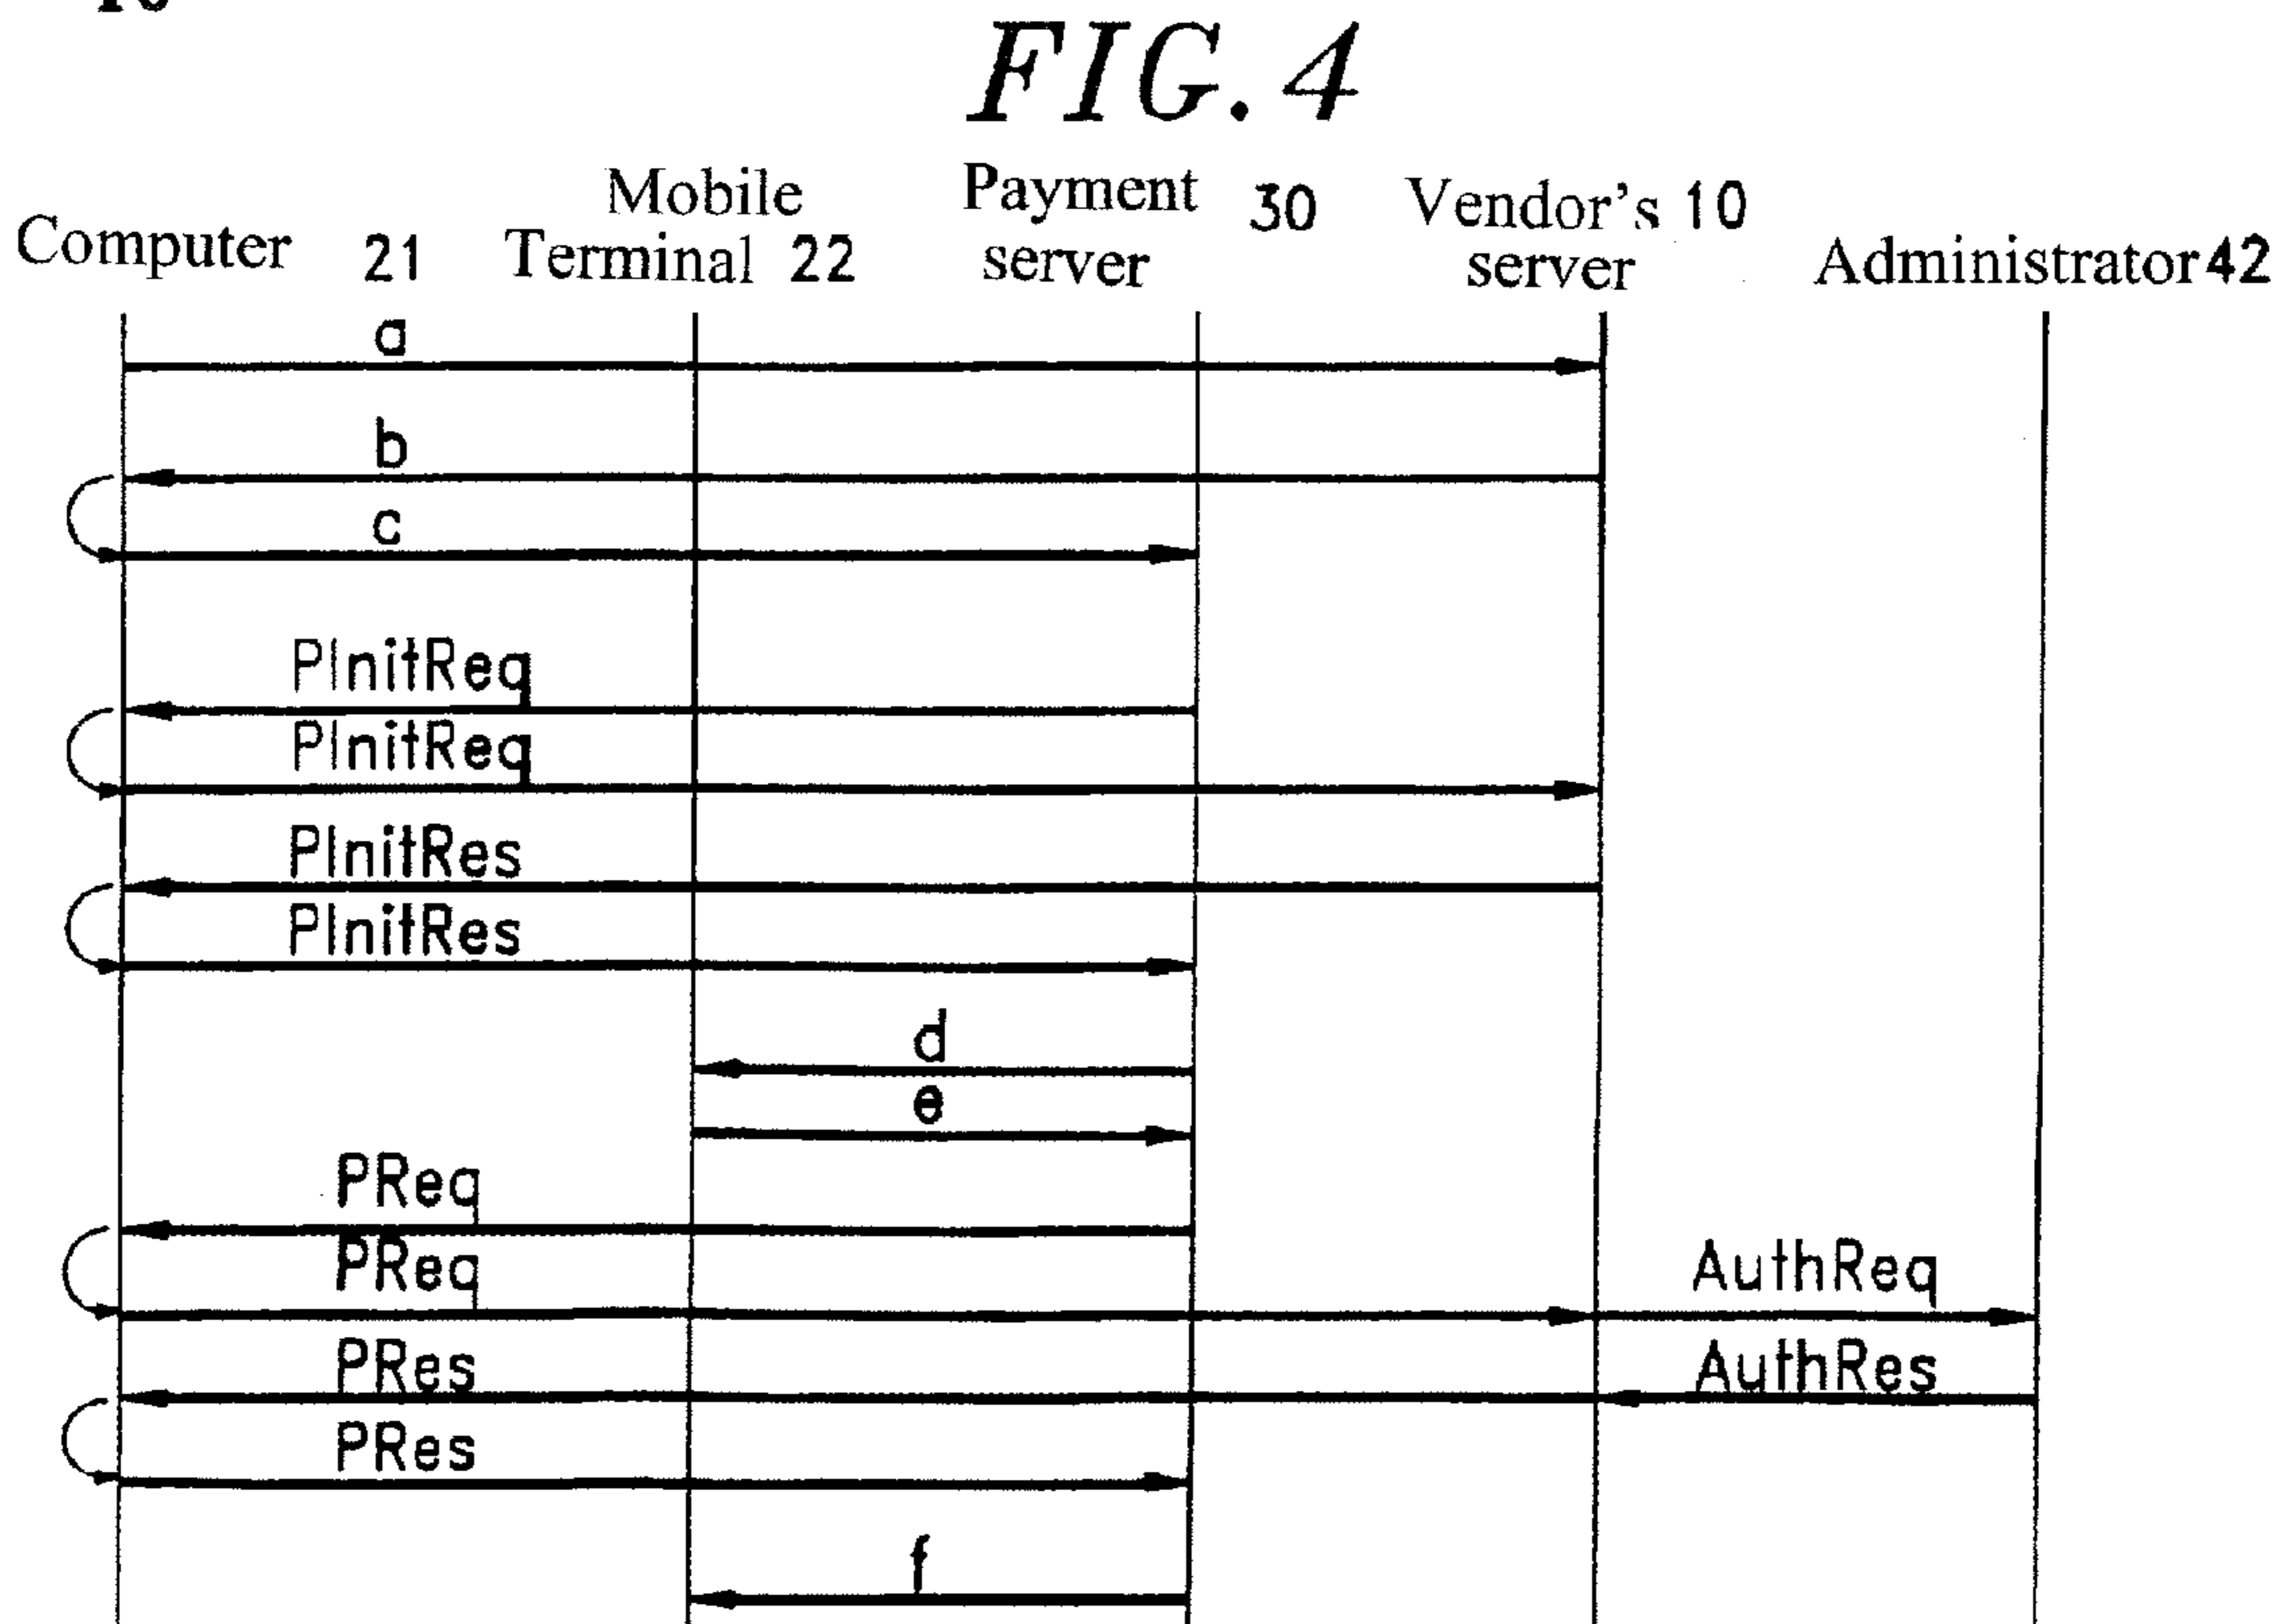 FIG. 4
Mobile Payment 30 Vendor's 10
Computer 21 Terminal 22 server server Administrator 42
a
b
c
PInitReq
PInitReq
PInitRes
PInitRes
d
e
PReq
PReq AuthReq
PRes AuthRes
PRes
f